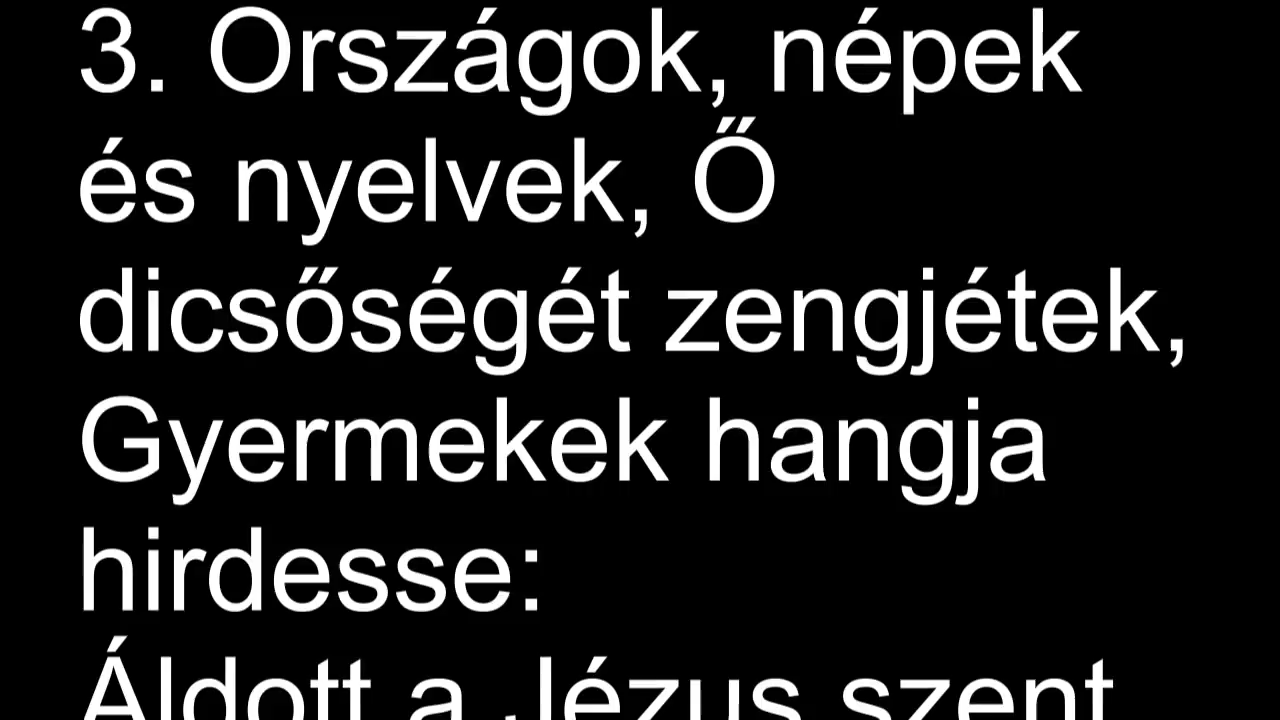 3. Országok, népek
és nyelvek, Ő
dicsőségét zengjétek,
Gyermekek hangja
hirdesse:
Áldott a Jézus szent